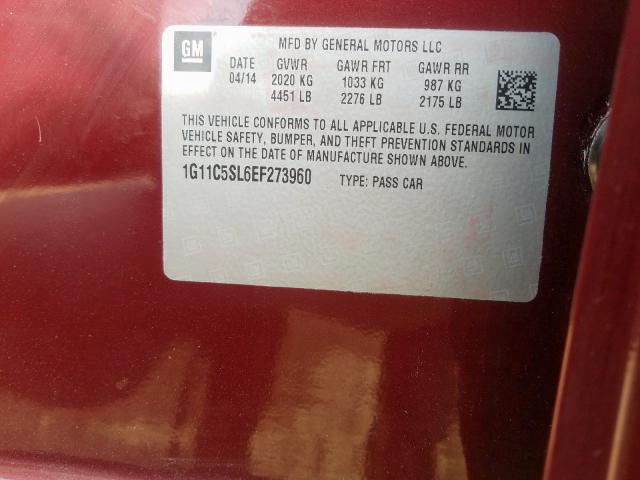 GM
MFD BY GENERAL MOTORS LLC
DATE GVWR GAWR FRT GAWR RR
04/14 2020 KG 1033 KG 987 KG
4451 LB 2276 LB 2175 LB
THIS VEHICLE CONFORMS TO ALL APPLICABLE U.S. FEDERAL MOTOR
VEHICLE SAFETY, BUMPER, AND THEFT PREVENTION STANDARDS IN
EFFECT ON THE DATE OF MANUFACTURE SHOWN ABOVE.
1G11C5SL6EF273960 TYPE: PASS CAR